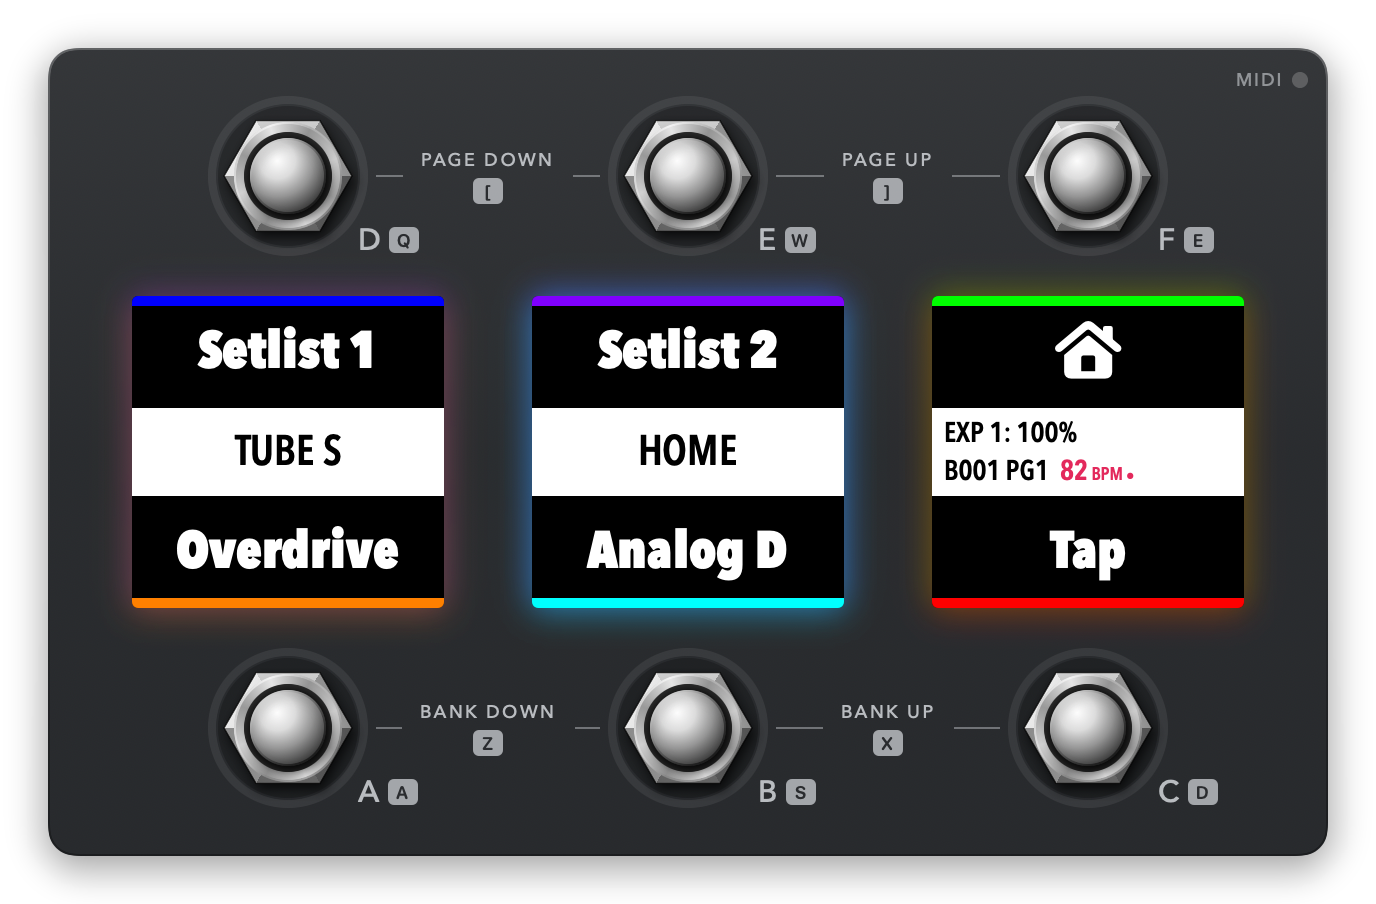 MIDI
PAGE DOWN
[
PAGE UP
]
D Q
E W
F E
Setlist 1
TUBE S
Overdrive
Setlist 2
HOME
Analog D
EXP 1: 100%
B001 PG1 82 BPM
Tap
BANK DOWN
Z
BANK UP
X
A A
B S
C D